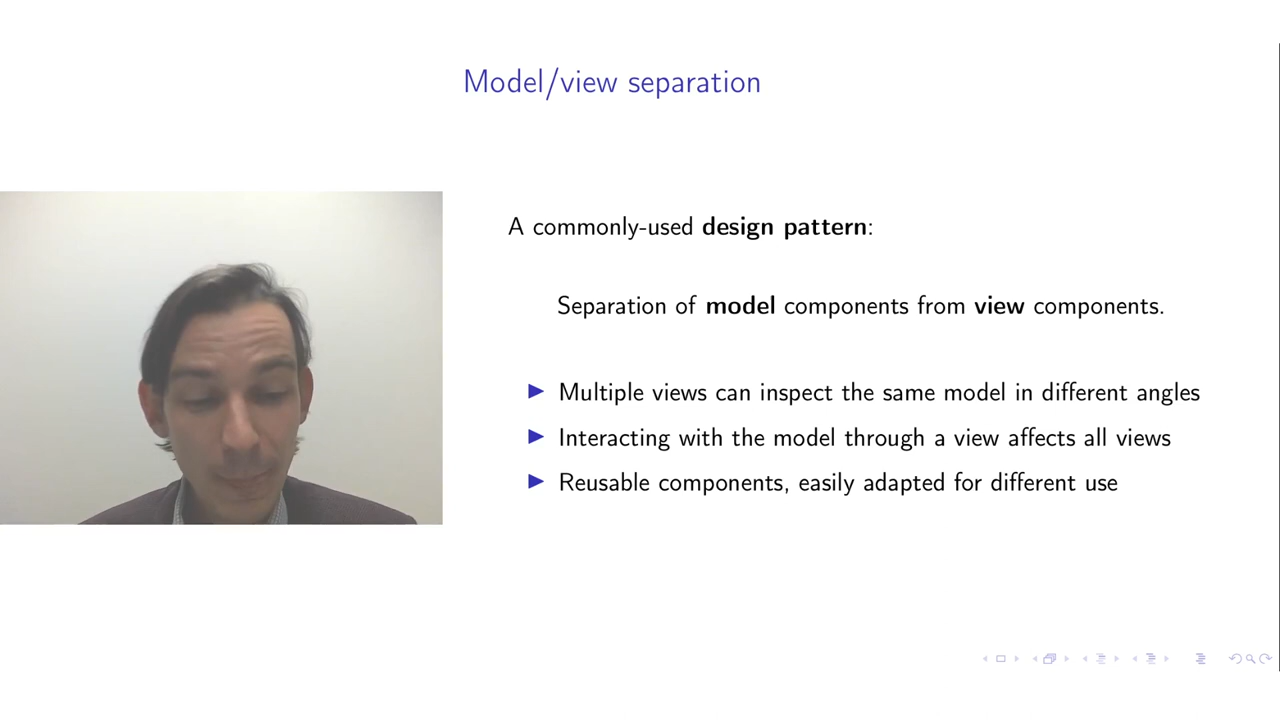 Model/view separation
A commonly-used design pattern:
Separation of model components from view components.
Multiple views can inspect the same model in different angles
Interacting with the model through a view affects all views
Reusable components, easily adapted for different use